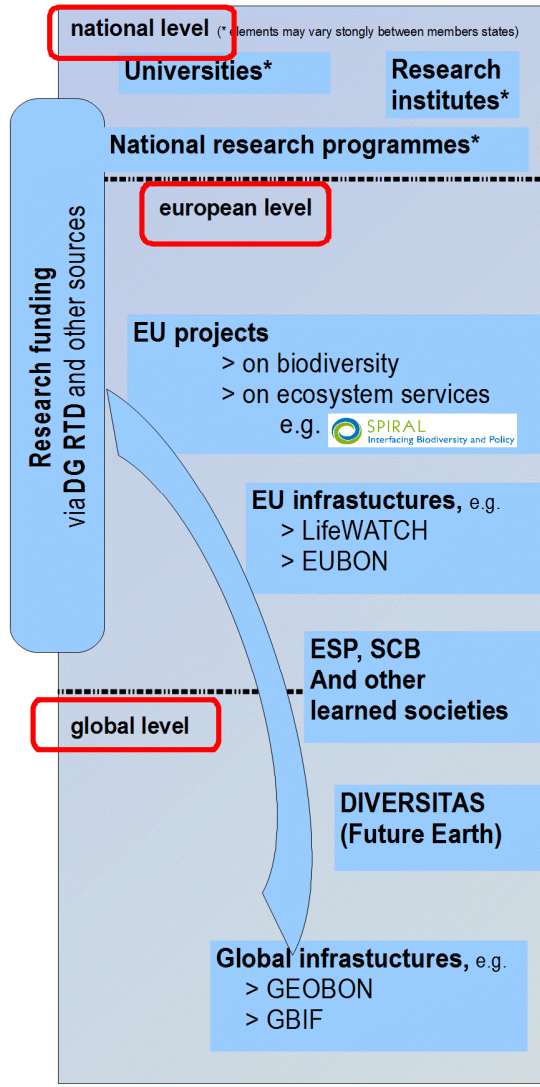 national level (* elements may vary stongly between members states)
Universities*
Research
institutes*
National research programmes*
european level
Research funding
via DG RTD and other sources
EU projects
> on biodiversity
> on ecosystem services
e.g. SPIRAL
Interfacing Biodiversity and Policy
EU infrastuctures, e.g.
> LifeWATCH
> EUBON
ESP, SCB
And other
learned societies
global level
DIVERSITAS
(Future Earth)
Global infrastuctures, e.g.
> GEOBON
> GBIF